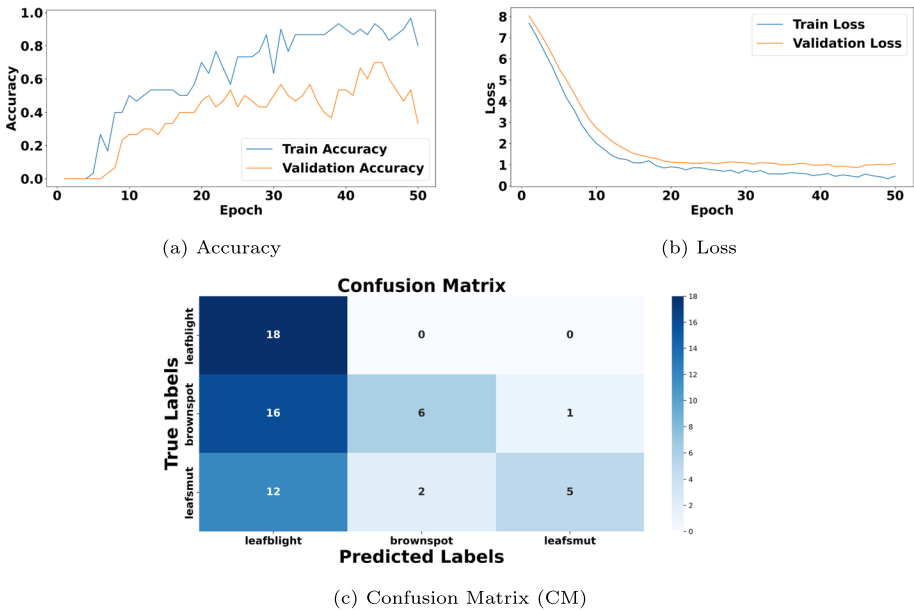 1.0
0.8
0.6
0.4
0.2
0.0
Accuracy
Train Accuracy
Validation Accuracy
0 10 20 30 40 50
Epoch
(a) Accuracy
8
7
6
5
4
3
2
1
0
Loss
Train Loss
Validation Loss
0 10 20 30 40 50
Epoch
(b) Loss
Confusion Matrix
True Labels
leafblight
18 0 0
brownspot
16 6 1
leafsmut
12 2 5
leafblight brownspot leafsmut
Predicted Labels
18
16
14
12
10
8
6
4
2
0
(c) Confusion Matrix (CM)